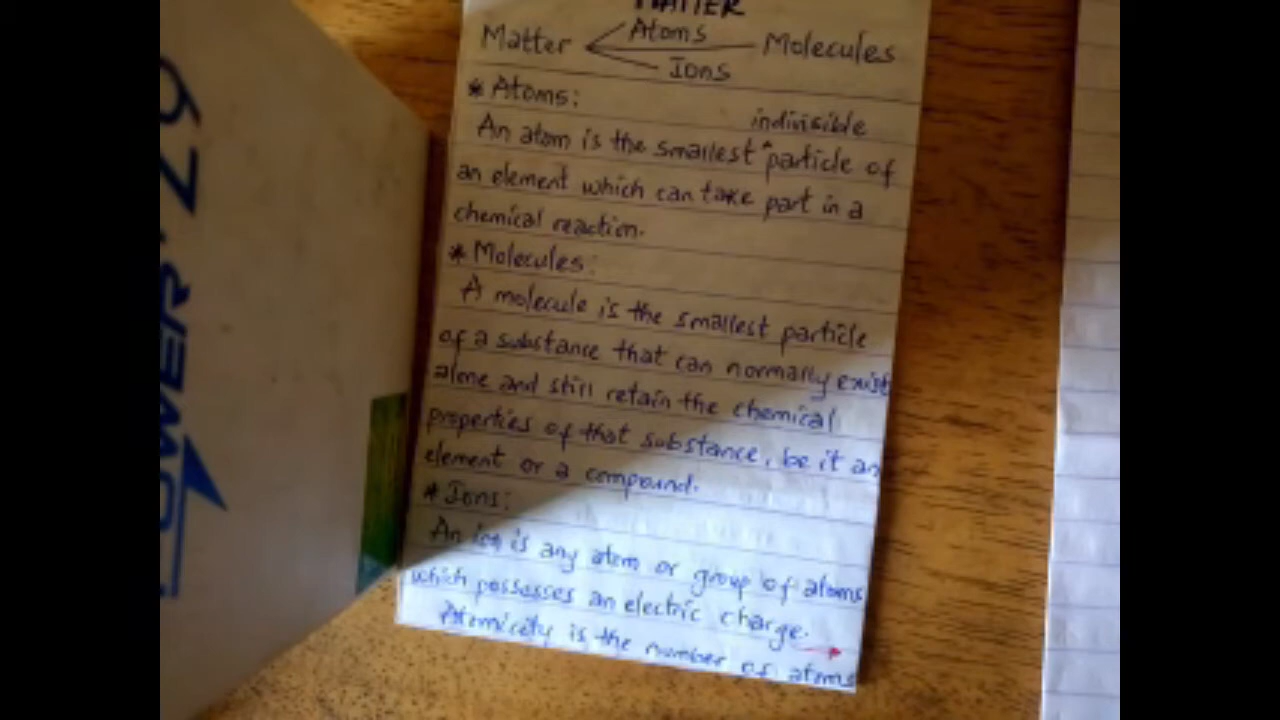 MATTER
Matter Atoms Molecules Ions
* Atoms:
indivisible
An atom is the smallest ^ particle of
an element which can take part in a
chemical reaction.
* Molecules:
A molecule is the smallest particle
of a substance that can normally exist
alone and still retain the chemical
properties of that substance, be it an
element or a compound.
* Ions:
An ion is any atom or group of atoms
which possesses an electric charge.
Atomicity is the number of atoms